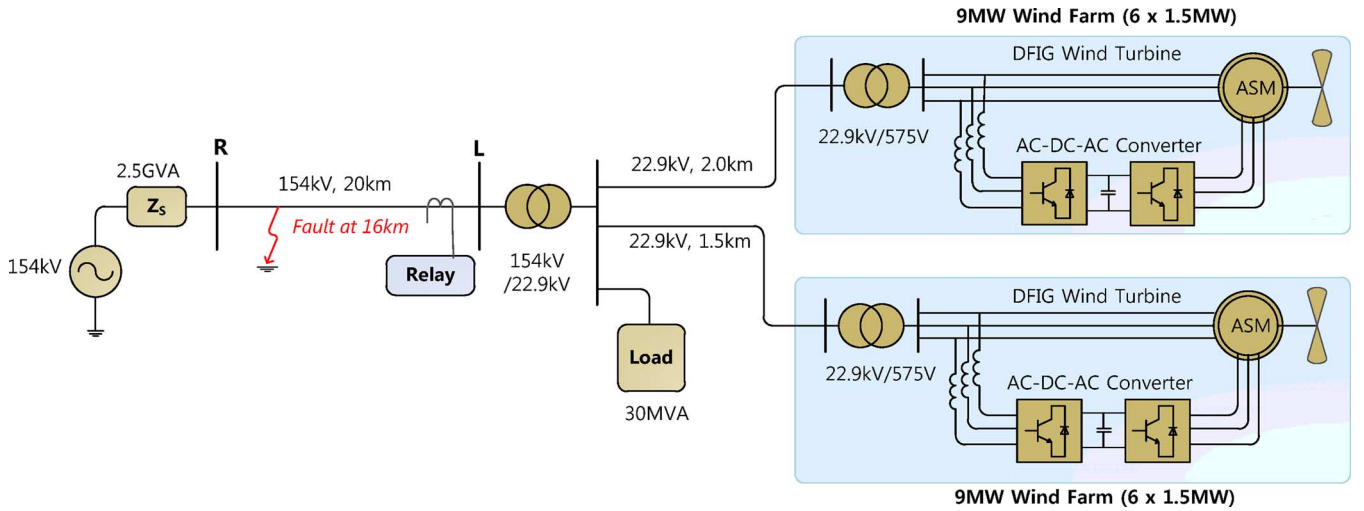 9MW Wind Farm (6 x 1.5MW)
DFIG Wind Turbine
ASM
22.9kV/575V
AC-DC-AC Converter
R
L
2.5GVA
Zs
154kV, 20km
22.9kV, 2.0km
Fault at 16km
22.9kV, 1.5km
154kV
Relay
154kV
/22.9kV
Load
30MVA
DFIG Wind Turbine
ASM
22.9kV/575V
AC-DC-AC Converter
9MW Wind Farm (6 x 1.5MW)